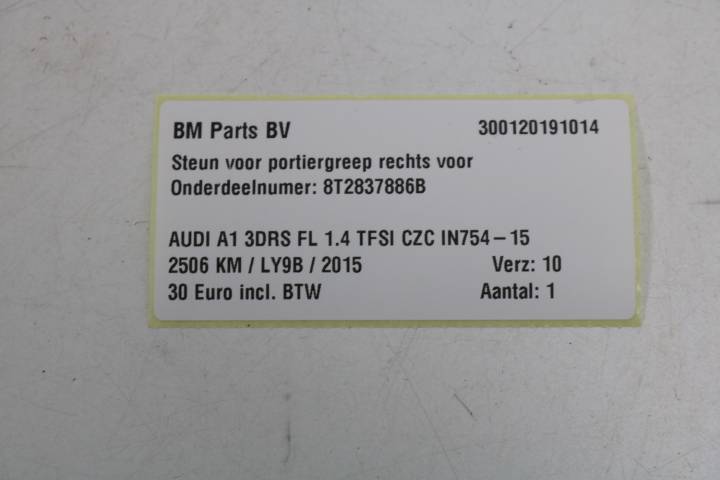 BM Parts BV 300120191014
Steun voor portiergreep rechts voor
Onderdeelnumer: 8T2837886B
AUDI A1 3DRS FL 1.4 TFSI CZC IN754-15
2506 KM / LY9B / 2015 Verz: 10
30 Euro incl. BTW Aantal: 1